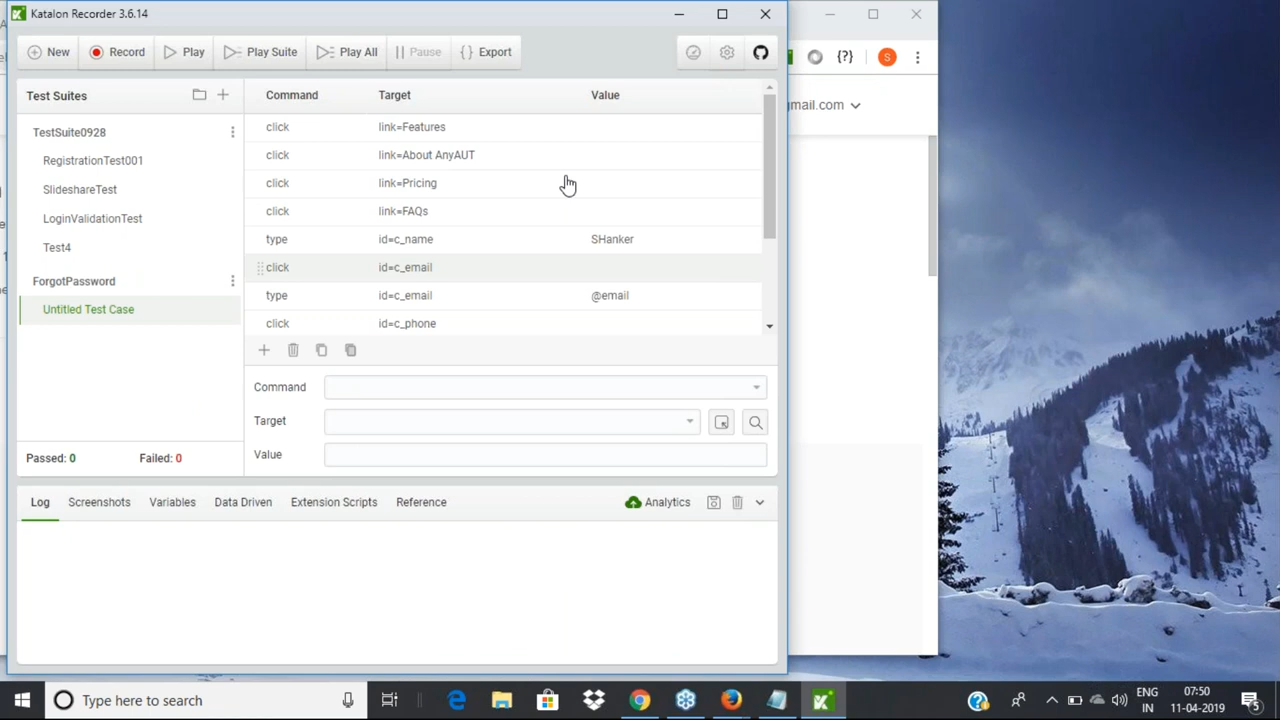 Katalon Recorder 3.6.14
New Record Play Play Suite Play All Pause Export
S
gmail.com
Test Suites
Command Target Value
TestSuite0928
RegistrationTest001
SlideshareTest
LoginValidationTest
Test4
ForgotPassword
Untitled Test Case
click link=Features
click link=About AnyAUT
click link=Pricing
click link=FAQs
type id=c_name SHanker
click id=c_email
type id=c_email @email
click id=c_phone
Command
Target
Value
Passed: 0 Failed: 0
Log Screenshots Variables Data Driven Extension Scripts Reference Analytics
Type here to search
ENG 07:50
IN 11-04-2019
5